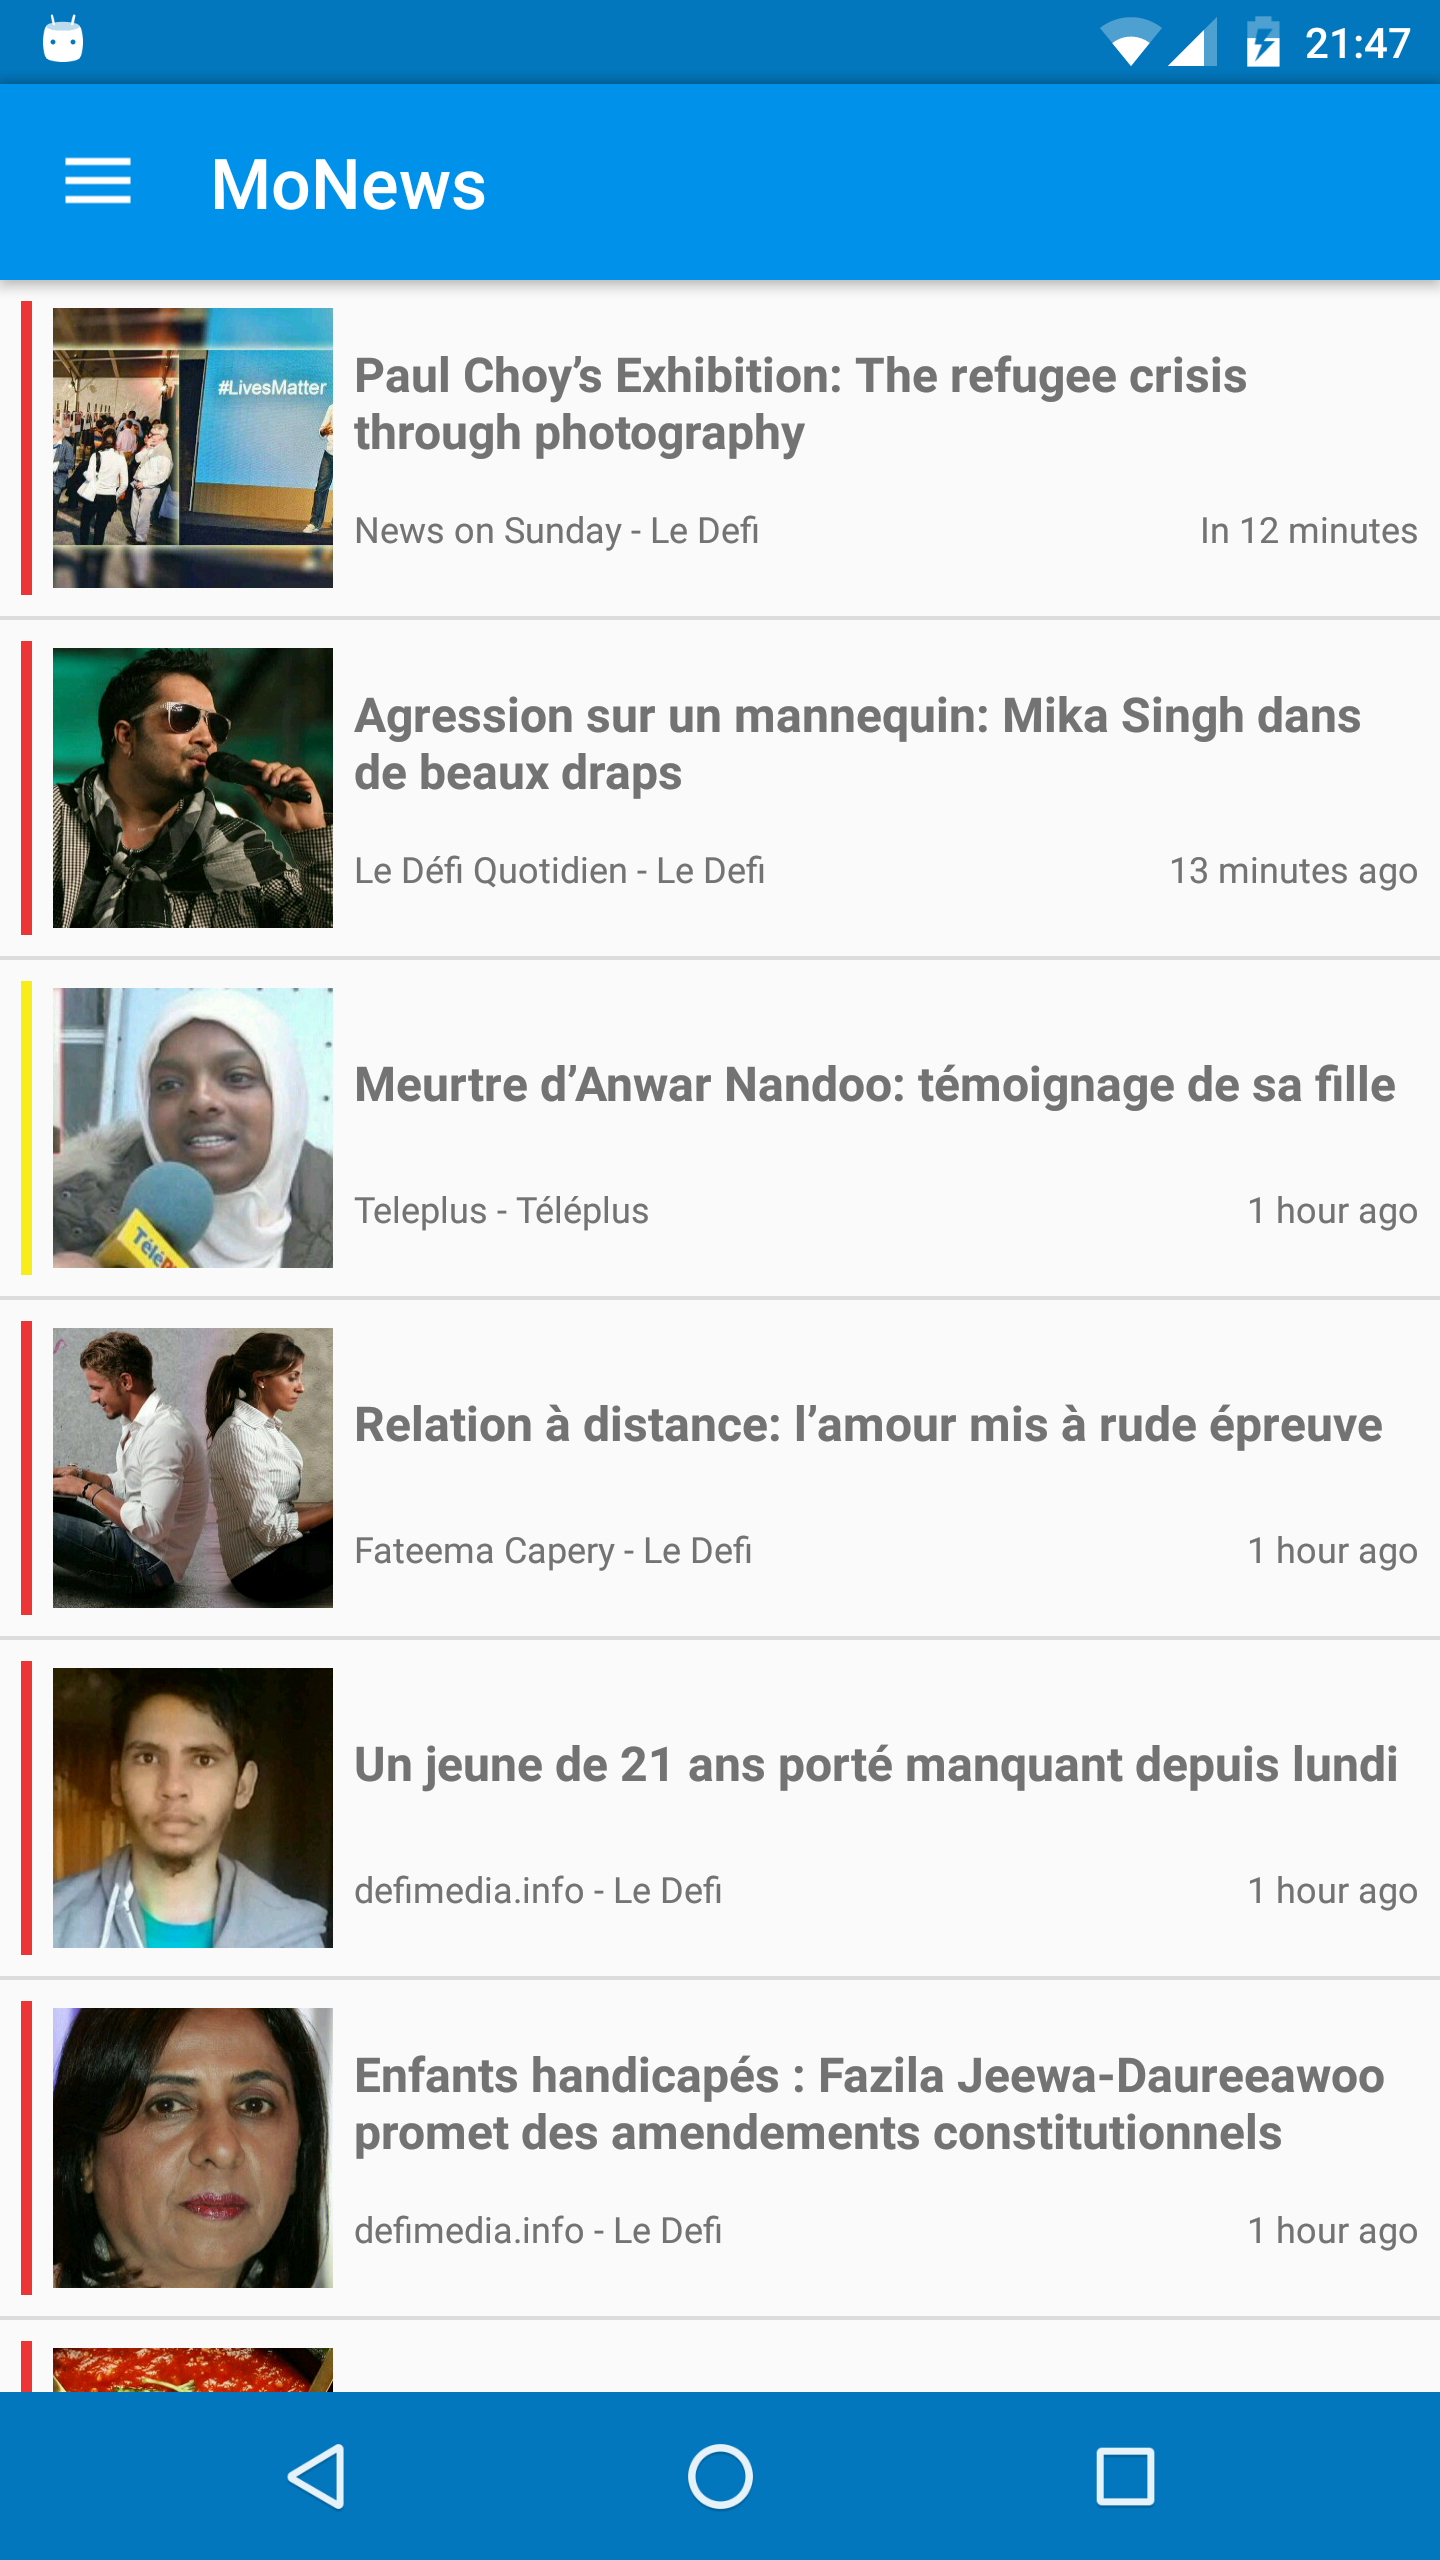 21:47
MoNews
#LivesMatter
Paul Choy’s Exhibition: The refugee crisis
through photography
News on Sunday - Le Defi
In 12 minutes
Agression sur un mannequin: Mika Singh dans
de beaux draps
Le Défi Quotidien - Le Defi
13 minutes ago
Meurtre d’Anwar Nandoo: témoignage de sa fille
Teleplus - Téléplus
1 hour ago
Relation à distance: l’amour mis à rude épreuve
Fateema Capery - Le Defi
1 hour ago
Un jeune de 21 ans porté manquant depuis lundi
defimedia.info - Le Defi
1 hour ago
Enfants handicapés : Fazila Jeewa-Daureeawoo
promet des amendements constitutionnels
defimedia.info - Le Defi
1 hour ago